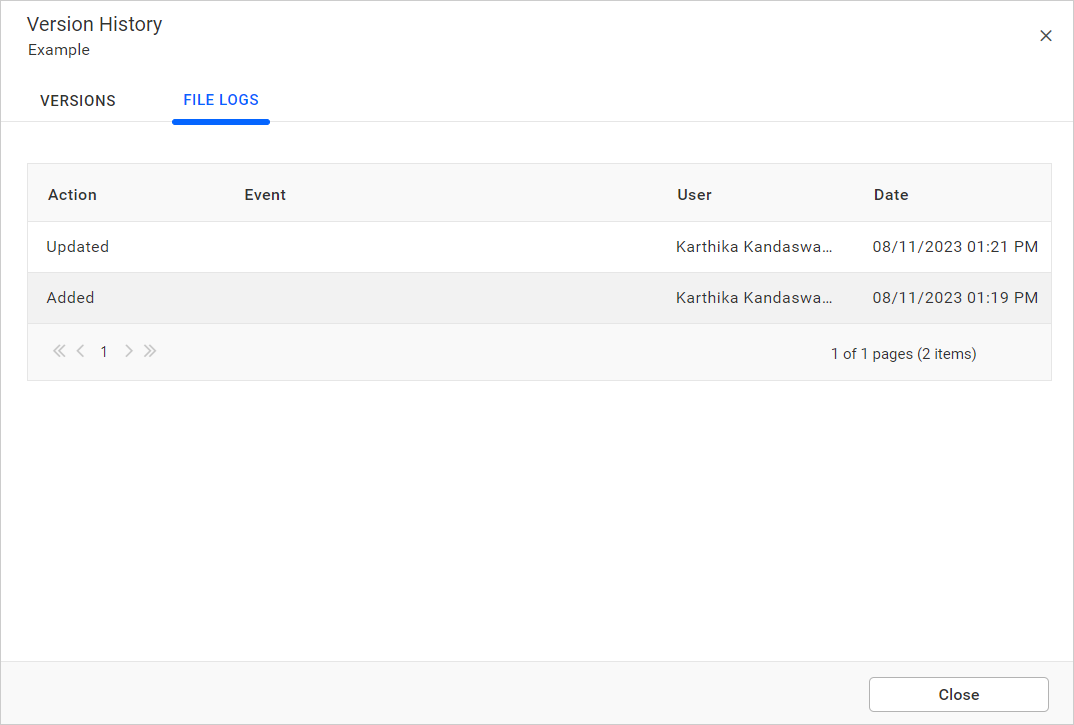 Version History
Example
VERSIONS FILE LOGS
Action Event User Date
Updated Karthika Kandaswa... 08/11/2023 01:21 PM
Added Karthika Kandaswa... 08/11/2023 01:19 PM
1 1 of 1 pages (2 items)
Close